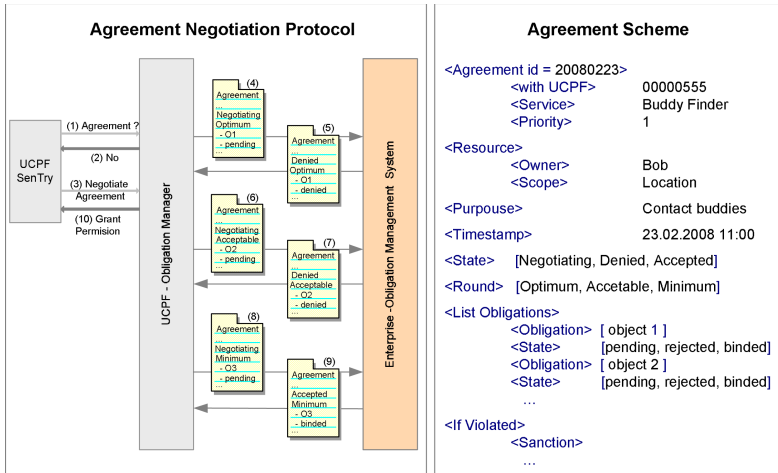 Agreement Negotiation Protocol
UCPF
SenTry
(1) Agreement ?
(2) No
(3) Negotiate
Agreement
(10) Grant
Permision
UCPF - Obligation Manager
(4)
Agreement
...
Negotiating
Optimum
- O1
- pending
...
(5)
Agreement
...
Denied
Optimum
- O1
- denied
...
(6)
Agreement
...
Negotiating
Acceptable
- O2
- pending
...
(7)
Agreement
...
Denied
Acceptable
- O2
- denied
...
(8)
Agreement
...
Negotiating
Minimum
- O3
- pending
...
(9)
Agreement
...
Accepted
Minimum
- O3
- binded
...
Enterprise -Obligation Management System
Agreement Scheme
<Agreement id = 20080223>
<with UCPF> 00000555
<Service> Buddy Finder
<Priority> 1
<Resource>
<Owner> Bob
<Scope> Location
<Purpouse> Contact buddies
<Timestamp> 23.02.2008 11:00
<State> [Negotiating, Denied, Accepted]
<Round> [Optimum, Accetable, Minimum]
<List Obligations>
<Obligation> [ object 1 ]
<State> [pending, rejected, binded]
<Obligation> [ object 2 ]
<State> [pending, rejected, binded]
...
<If Violated>
<Sanction>
...